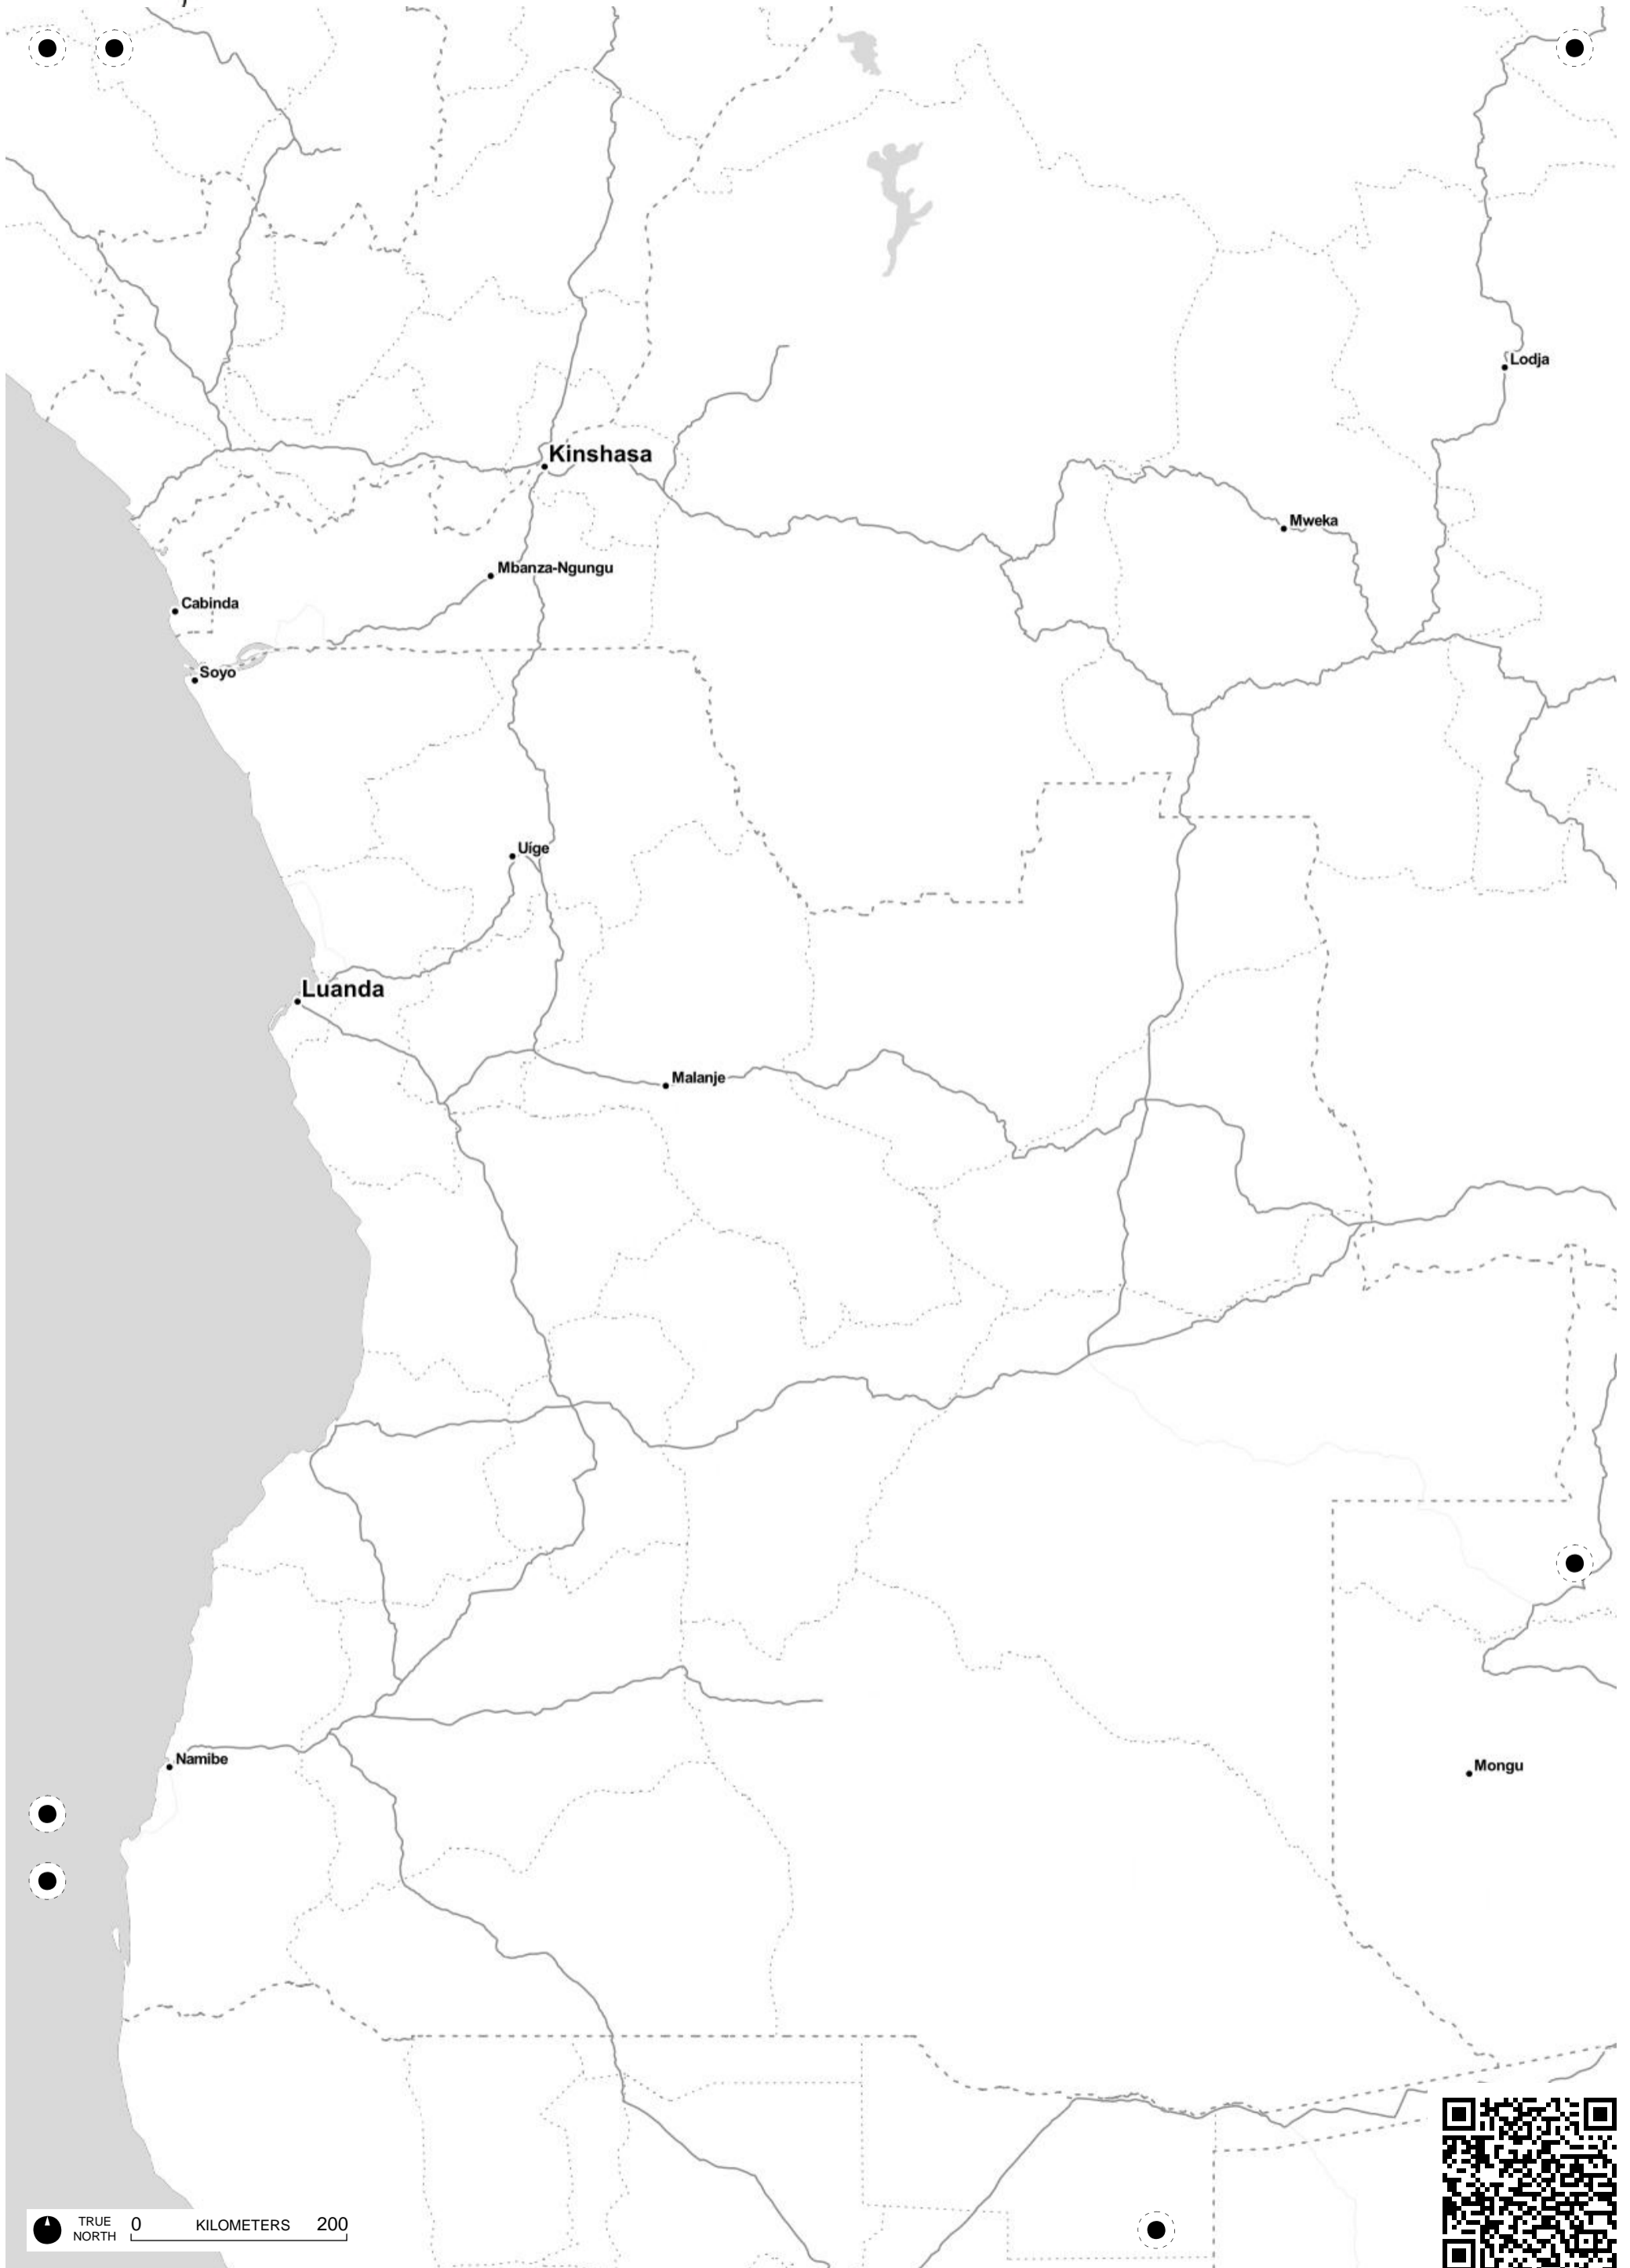 Lodja
Kinshasa
Mweka
Mbanza-Ngungu
Cabinda
Soyo
Uíge
Luanda
Malanje
Namibe
Mongu
TRUE NORTH
0 KILOMETERS 200